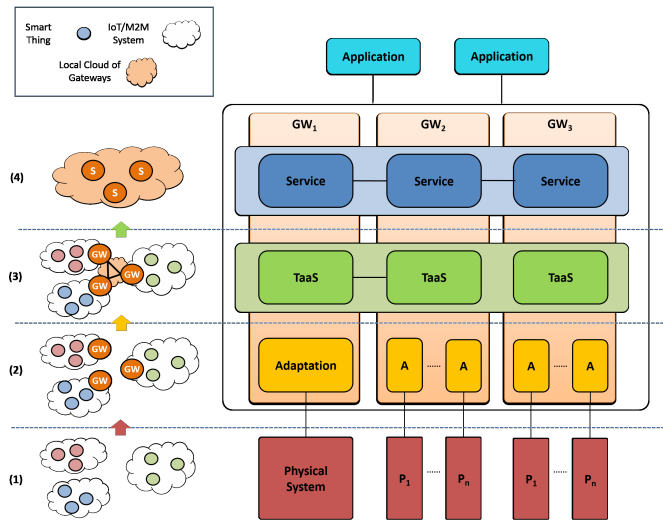 Smart
Thing
IoT/M2M
System
Local Cloud of
Gateways
Application
Application
GW1
GW2
GW3
(4)
S
S
S
Service
Service
Service
(3)
GW
GW
GW
TaaS
TaaS
TaaS
(2)
GW
GW
GW
Adaptation
A
......
A
A
......
A
(1)
Physical
System
P1
......
Pn
P1
......
Pn